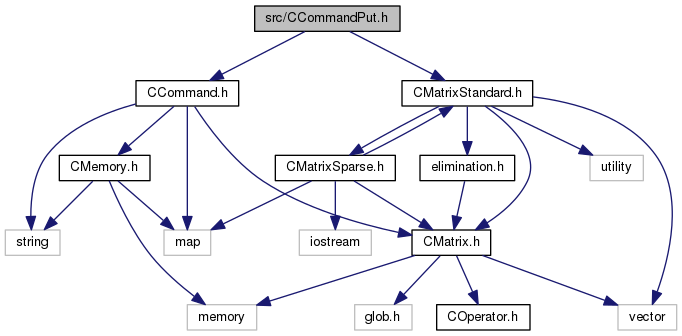 src/CCommandPut.h
CCommand.h
CMatrixStandard.h
CMemory.h
CMatrixSparse.h
elimination.h
utility
string
map
iostream
CMatrix.h
memory
glob.h
COperator.h
vector